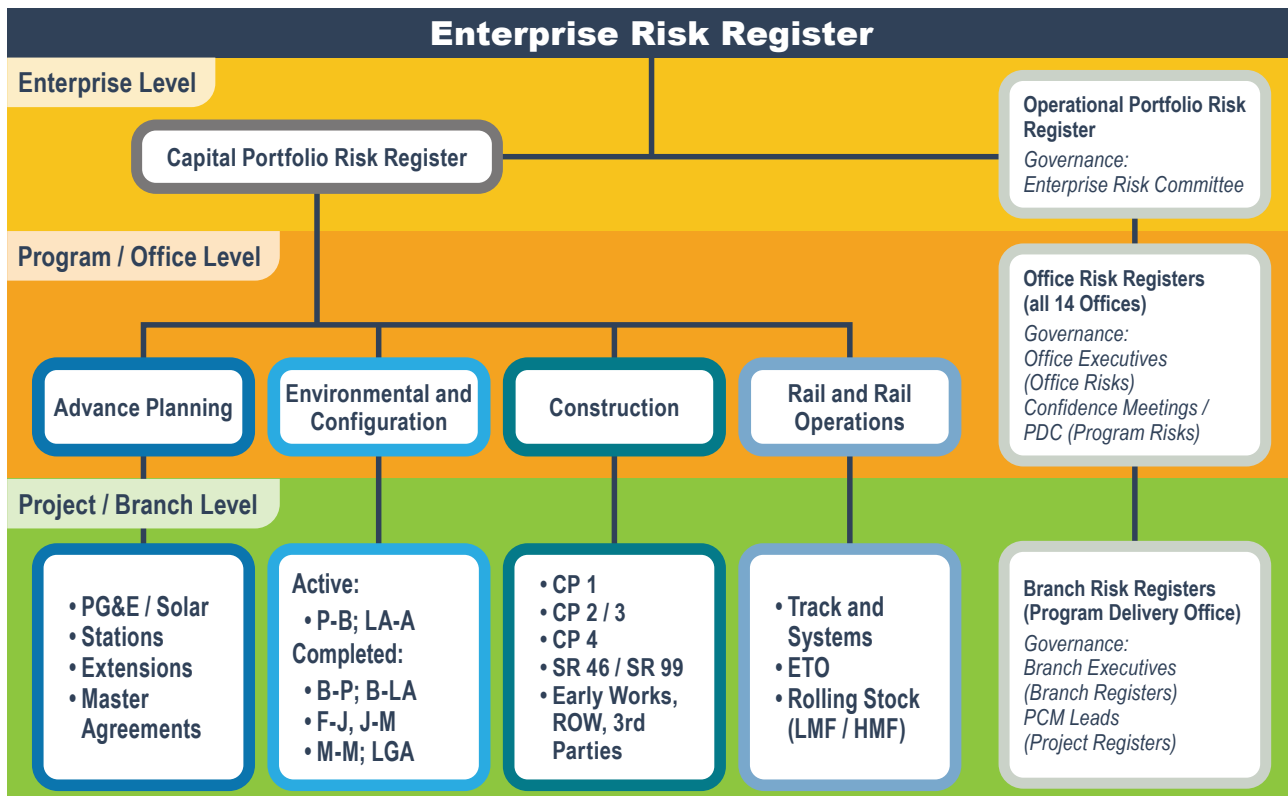 Enterprise Risk Register
Enterprise Level
Capital Portfolio Risk Register
Operational Portfolio Risk
Register
Governance:
Enterprise Risk Committee
Program / Office Level
Advance Planning
Environmental and
Configuration
Construction
Rail and Rail
Operations
Office Risk Registers
(all 14 Offices)
Governance:
Office Executives
(Office Risks)
Confidence Meetings /
PDC (Program Risks)
Project / Branch Level
• PG&E / Solar
• Stations
• Extensions
• Master
Agreements
Active:
• P-B; LA-A
Completed:
• B-P; B-LA
• F-J, J-M
• M-M; LGA
• CP 1
• CP 2 / 3
• CP 4
• SR 46 / SR 99
• Early Works,
ROW, 3rd
Parties
• Track and
Systems
• ETO
• Rolling Stock
(LMF / HMF)
Branch Risk Registers
(Program Delivery Office)
Governance:
Branch Executives
(Branch Registers)
PCM Leads
(Project Registers)